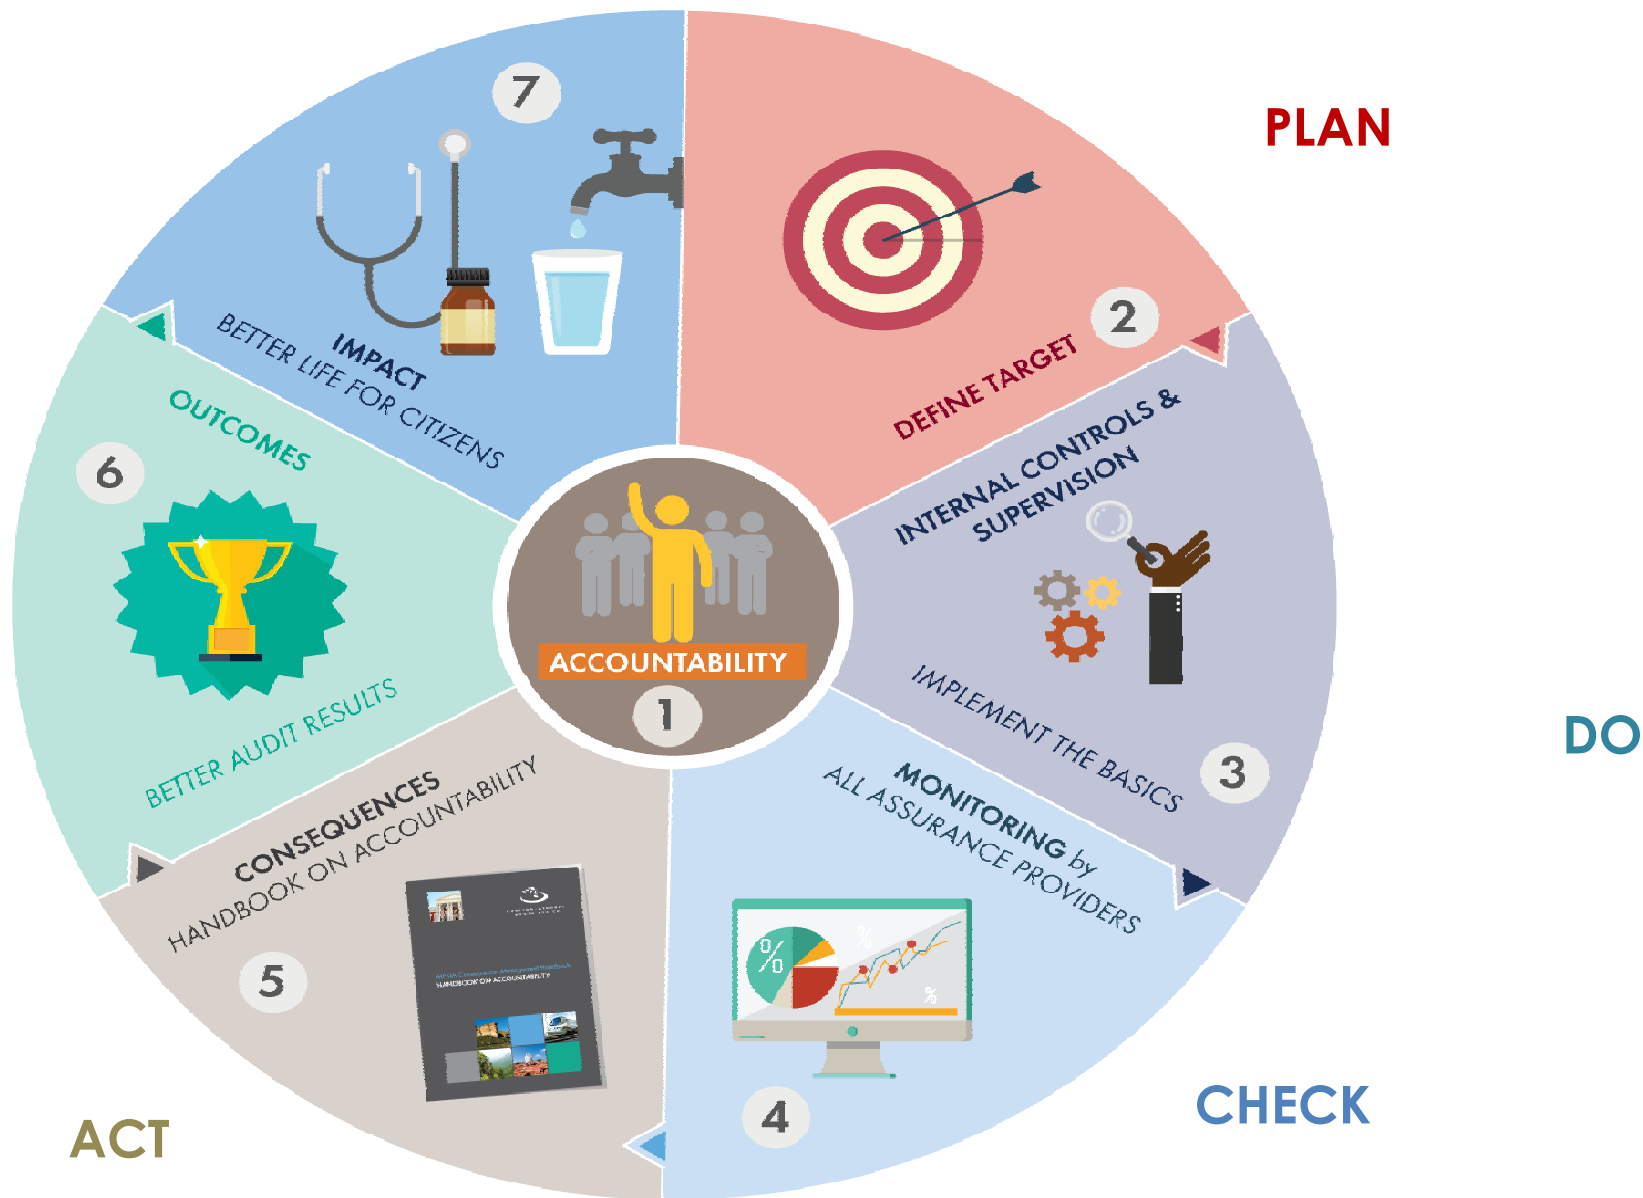 PLAN
DO
CHECK
ACT
ACCOUNTABILITY
1
2
DEFINE TARGET
INTERNAL CONTROLS &
SUPERVISION
IMPLEMENT THE BASICS
3
MONITORING by
ALL ASSURANCE PROVIDERS
%
%
%
4
CONSEQUENCES
HANDBOOK ON ACCOUNTABILITY
HANDBOOK ON ACCOUNTABILITY
5
OUTCOMES
6
BETTER AUDIT RESULTS
7
IMPACT
BETTER LIFE FOR CITIZENS